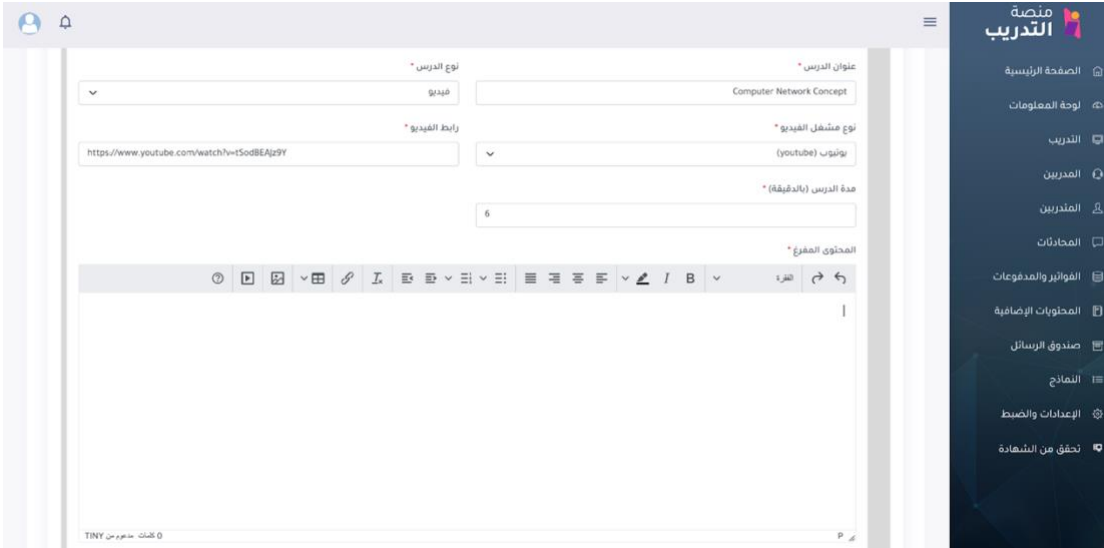 منصة
التدريب
الصفحة الرئيسية
لوحة المعلومات
التدريب
المدربين
المتدربين
المحادثات
الفواتير والمدفوعات
المحتويات الإضافية
صندوق الرسائل
النماذج
الإعدادات والضبط
تحقق من الشهادة
عنوان الدرس *
نوع الدرس *
Computer Network Concept
فيديو
نوع مشغل الفيديو *
رابط الفيديو *
يوتيوب (youtube)
https://www.youtube.com/watch?v=tSodBEAJz9Y
مدة الدرس (بالدقيقة) *
6
المحتوى المفرغ *
الفقرة
B I
P
0 كلمات مدعوم من TINY